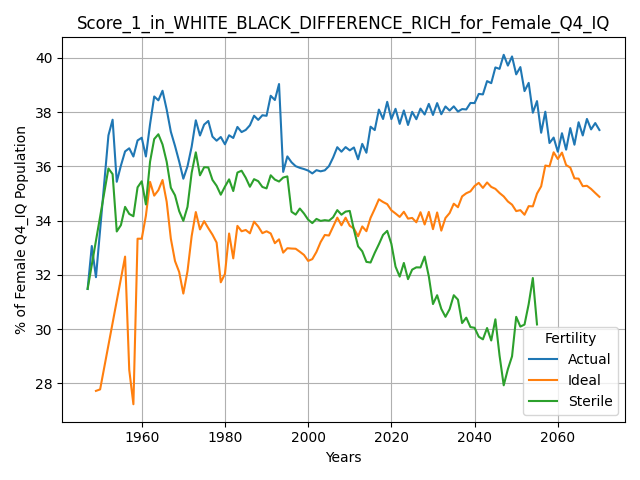 Score_1_in_WHITE_BLACK_DIFFERENCE_RICH_for_Female_Q4_IQ
% of Female Q4_IQ Population
40
38
36
34
32
30
28
1960
1980
2000
2020
2040
2060
Years
Fertility
Actual
Ideal
Sterile